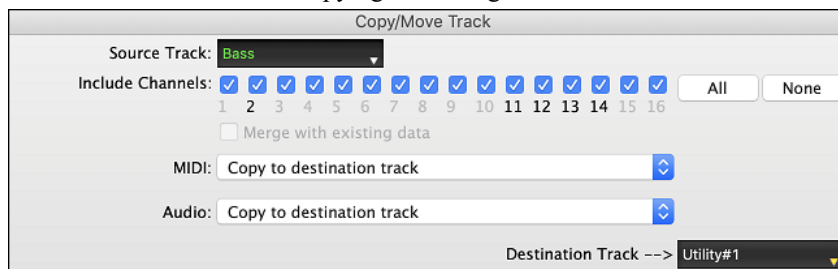 Copy/Move Track
Source Track: Bass
Include Channels: All None
1 2 3 4 5 6 7 8 9 10 11 12 13 14 15 16
Merge with existing data
MIDI: Copy to destination track
Audio: Copy to destination track
Destination Track --> Utility#1